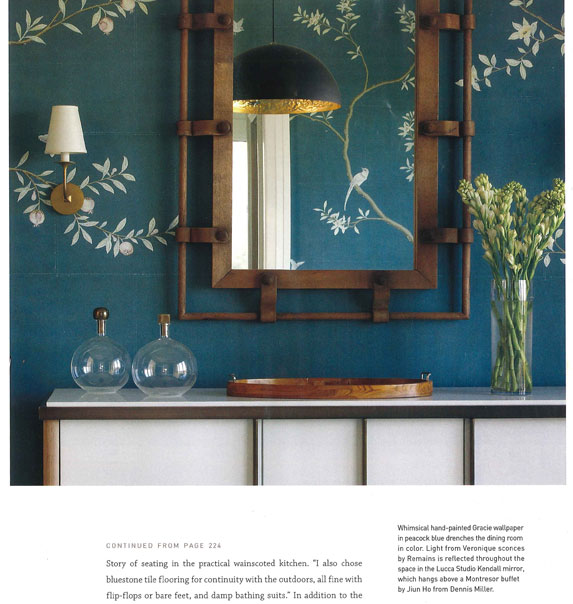 CONTINUED FROM PAGE 224
Story of seating in the practical wainscoted kitchen. “I also chose
bluestone tile flooring for continuity with the outdoors, all fine with
flip-flops or bare feet, and damp bathing suits.” In addition to the
Whimsical hand-painted Gracie wallpaper
in peacock blue drenches the dining room
in color. Light from Veronique sconces
by Remains is reflected throughout the
space in the Lucca Studio Kendall mirror,
which hangs above a Montresor buffet
by Jiun Ho from Dennis Miller.